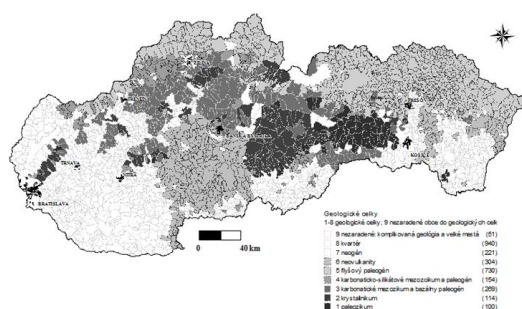 TRNAVA
BRATISLAVA
0
40 km
Geologické celky
1-8 geologické celky; 9 nezaradené obce do geologických celk
9 nezaradené: komplikovaná geológia a veľké mestá (51)
8 kvartér (940)
7 neogén (221)
6 neovulkanity (304)
5 flyšový paleogén (730)
4 karbonaticko-silikátové mezozoikum a paleogén (154)
3 karbonatické mezozoikum a bazálny paleogén (269)
2 kryštalinikum (114)
1 paleozoikum (100)